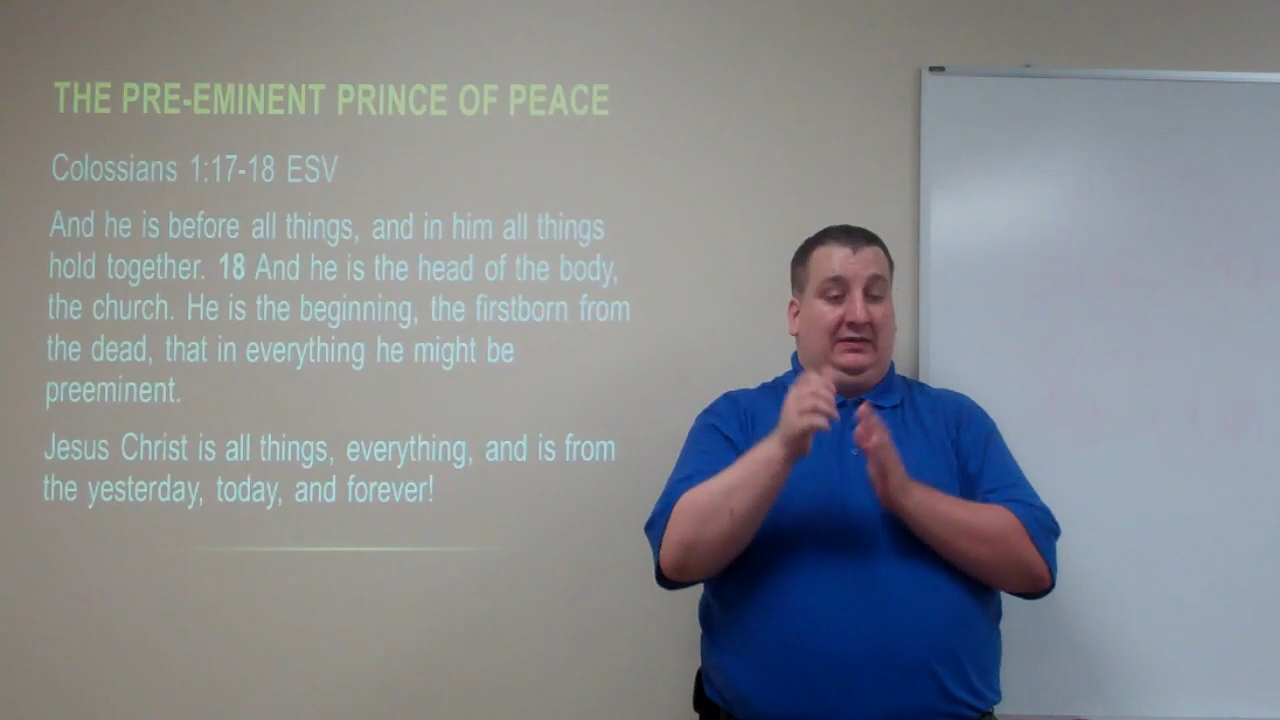 THE PRE-EMINENT PRINCE OF PEACE
Colossians 1:17-18 ESV
And he is before all things, and in him all things
hold together. 18 And he is the head of the body,
the church. He is the beginning, the firstborn from
the dead, that in everything he might be
preeminent.
Jesus Christ is all things, everything, and is from
the yesterday, today, and forever!